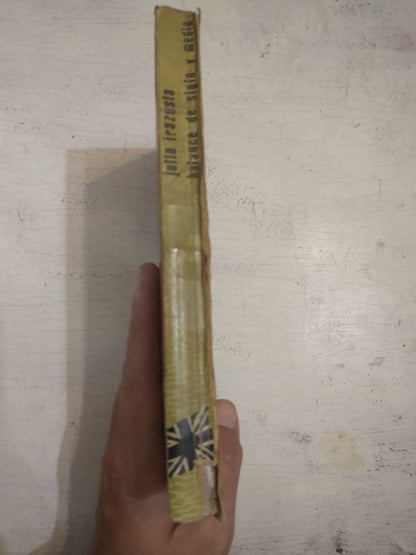 julio irazusta
balance de siglo y medio